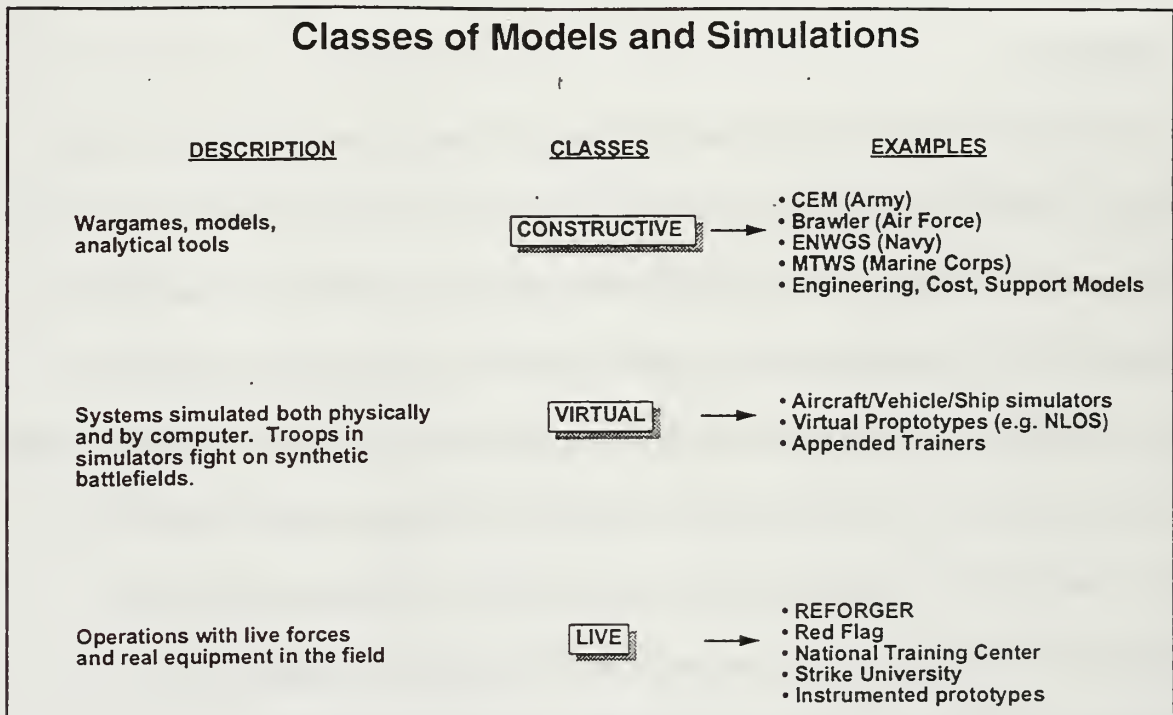 Classes of Models and Simulations
DESCRIPTION
CLASSES
EXAMPLES
Wargames, models,
analytical tools
CONSTRUCTIVE
• CEM (Army)
• Brawler (Air Force)
• ENWGS (Navy)
• MTWS (Marine Corps)
• Engineering, Cost, Support Models
Systems simulated both physically
and by computer. Troops in
simulators fight on synthetic
battlefields.
VIRTUAL
• Aircraft/Vehicle/Ship simulators
• Virtual Proptotypes (e.g. NLOS)
• Appended Trainers
Operations with live forces
and real equipment in the field
LIVE
• REFORGER
• Red Flag
• National Training Center
• Strike University
• Instrumented prototypes